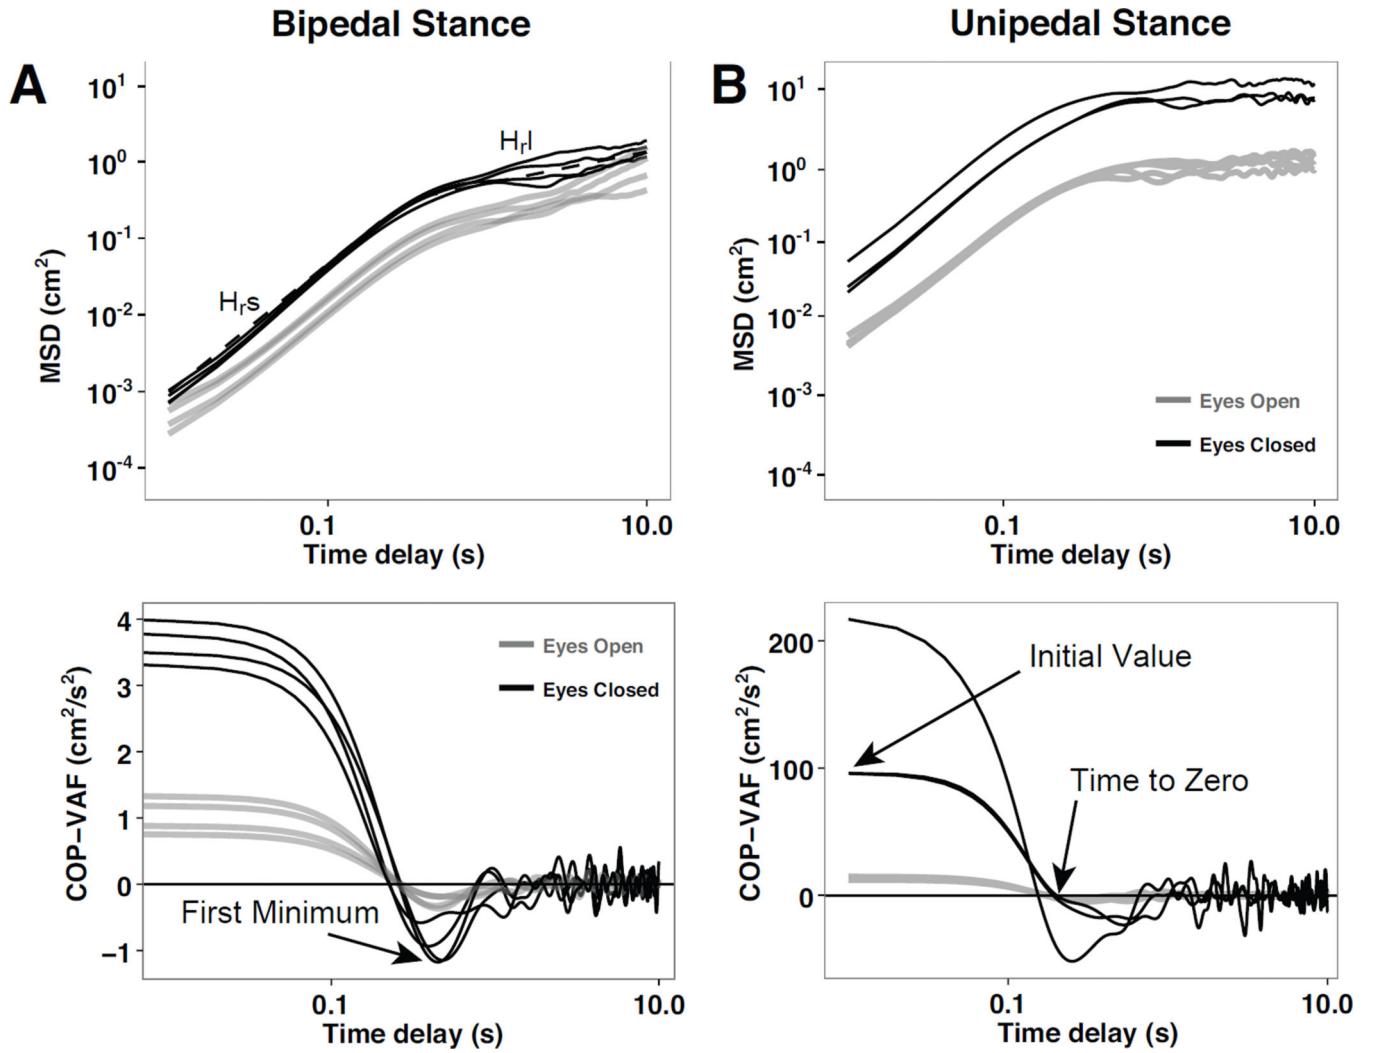 Bipedal Stance
Unipedal Stance
A
MSD (cm²)
10¹
10⁰
10⁻¹
10⁻²
10⁻³
10⁻⁴
Hᵣl
Hᵣs
0.1
10.0
Time delay (s)
B
MSD (cm²)
10¹
10⁰
10⁻¹
10⁻²
10⁻³
10⁻⁴
Eyes Open
Eyes Closed
0.1
10.0
Time delay (s)
COP−VAF (cm²/s²)
4
3
2
1
0
−1
Eyes Open
Eyes Closed
First Minimum
0.1
10.0
Time delay (s)
COP−VAF (cm²/s²)
200
100
0
Initial Value
Time to Zero
0.1
10.0
Time delay (s)